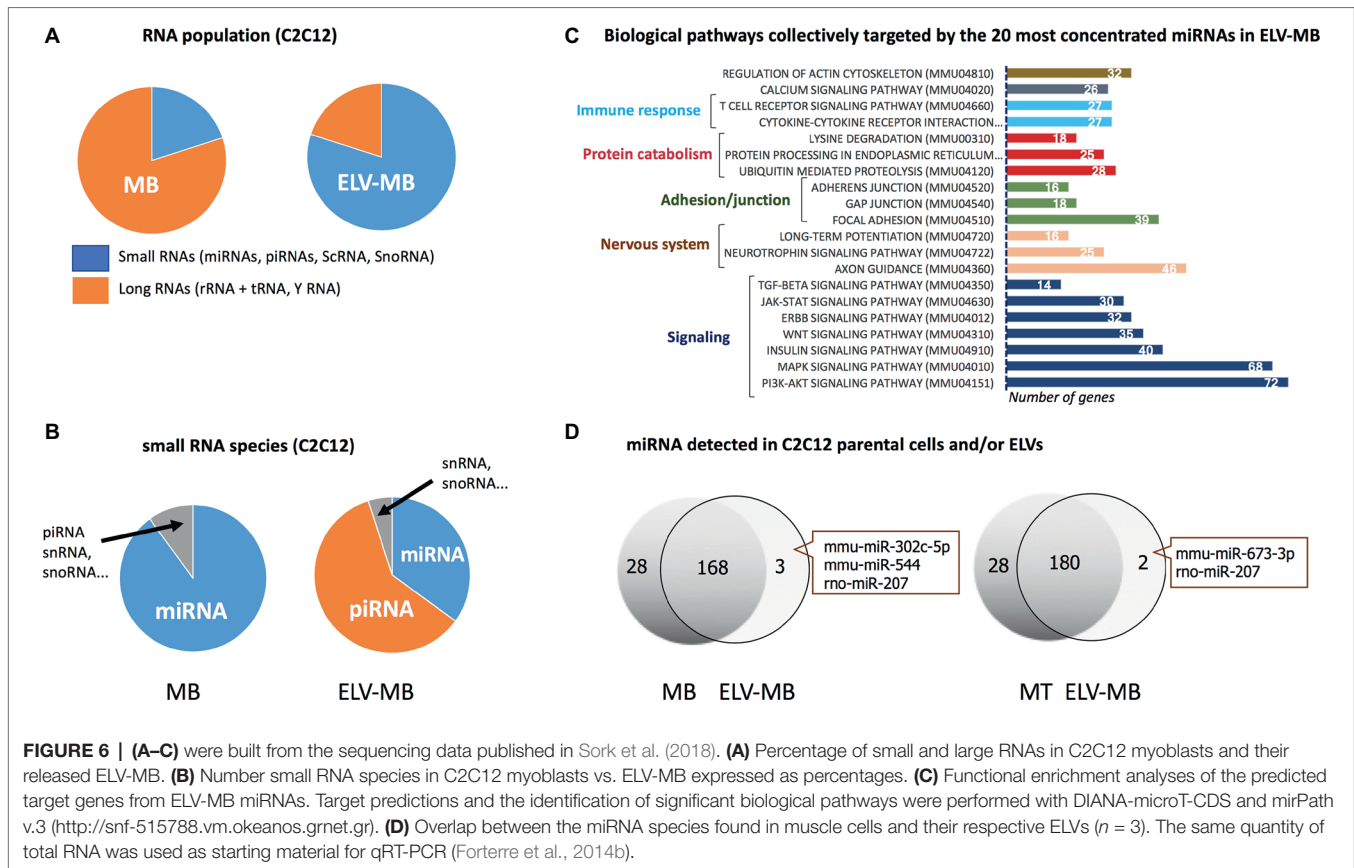 A
RNA population (C2C12)
MB
ELV-MB
Small RNAs (miRNAs, piRNAs, ScRNA, SnoRNA)
Long RNAs (rRNA + tRNA, Y RNA)
B
small RNA species (C2C12)
piRNA
snRNA,
snoRNA...
miRNA
MB
snRNA,
snoRNA...
miRNA
piRNA
ELV-MB
C
Biological pathways collectively targeted by the 20 most concentrated miRNAs in ELV-MB
REGULATION OF ACTIN CYTOSKELETON (MMU04810) 32
CALCIUM SIGNALING PATHWAY (MMU04020) 26
Immune response
T CELL RECEPTOR SIGNALING PATHWAY (MMU04660) 27
CYTOKINE-CYTOKINE RECEPTOR INTERACTION... 27
Protein catabolism
LYSINE DEGRADATION (MMU00310) 18
PROTEIN PROCESSING IN ENDOPLASMIC RETICULUM... 25
UBIQUITIN MEDIATED PROTEOLYSIS (MMU04120) 28
Adhesion/junction
ADHERENS JUNCTION (MMU04520) 16
GAP JUNCTION (MMU04540) 18
FOCAL ADHESION (MMU04510) 39
Nervous system
LONG-TERM POTENTIATION (MMU04720) 16
NEUROTROPHIN SIGNALING PATHWAY (MMU04722) 25
AXON GUIDANCE (MMU04360) 46
Signaling
TGF-BETA SIGNALING PATHWAY (MMU04350) 14
JAK-STAT SIGNALING PATHWAY (MMU04630) 30
ERBB SIGNALING PATHWAY (MMU04012) 32
WNT SIGNALING PATHWAY (MMU04310) 35
INSULIN SIGNALING PATHWAY (MMU04910) 40
MAPK SIGNALING PATHWAY (MMU04010) 68
PI3K-AKT SIGNALING PATHWAY (MMU04151) 72
Number of genes
D
miRNA detected in C2C12 parental cells and/or ELVs
28 168 3
mmu-miR-302c-5p
mmu-miR-544
rno-miR-207
MB ELV-MB
28 180 2
mmu-miR-673-3p
rno-miR-207
MT ELV-MB
FIGURE 6 | (A–C) were built from the sequencing data published in Sork et al. (2018). (A) Percentage of small and large RNAs in C2C12 myoblasts and their
released ELV-MB. (B) Number small RNA species in C2C12 myoblasts vs. ELV-MB expressed as percentages. (C) Functional enrichment analyses of the predicted
target genes from ELV-MB miRNAs. Target predictions and the identification of significant biological pathways were performed with DIANA-microT-CDS and mirPath
v.3 (http://snf-515788.vm.okeanos.grnet.gr). (D) Overlap between the miRNA species found in muscle cells and their respective ELVs (n = 3). The same quantity of
total RNA was used as starting material for qRT-PCR (Forterre et al., 2014b).